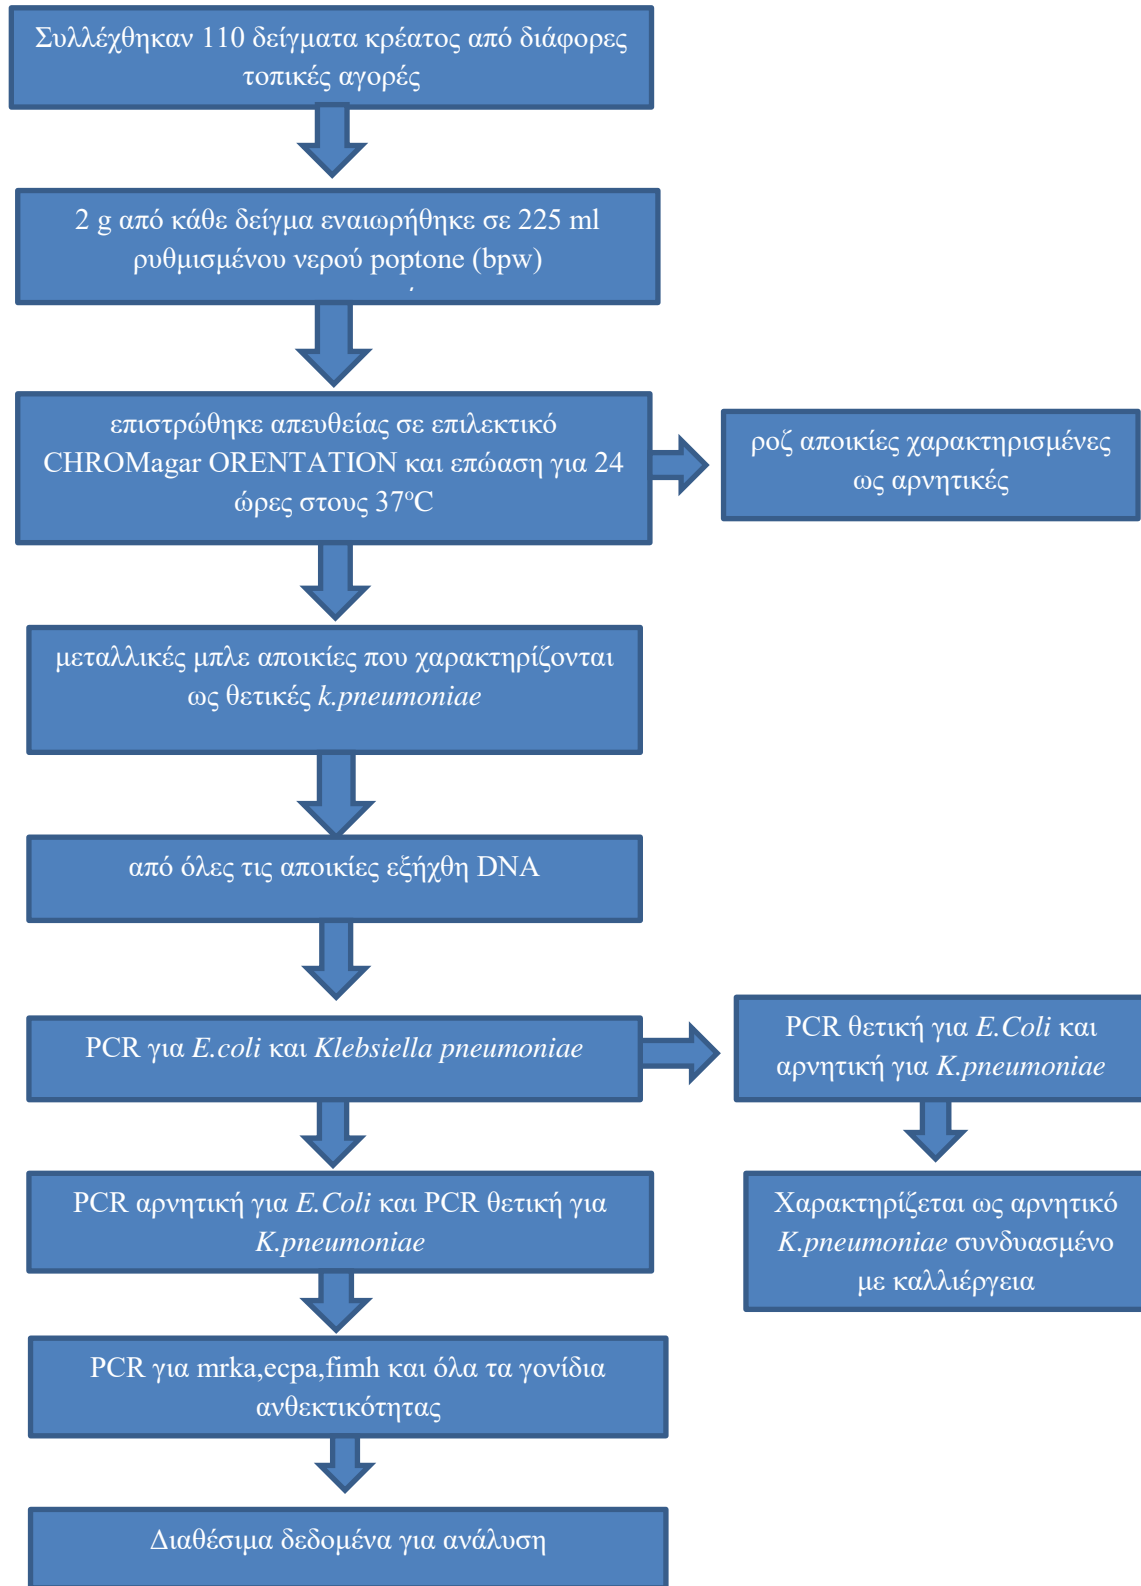 Συλλέχθηκαν 110 δείγματα κρέατος από διάφορες
τοπικές αγορές
2 g από κάθε δείγμα εναιωρήθηκε σε 225 ml
ρυθμισμένου νερού poptone (bpw)
επιστρώθηκε απευθείας σε επιλεκτικό
CHROMagar ORENTATION και επώαση για 24
ώρες στους 37°C
ροζ αποικίες χαρακτηρισμένες
ως αρνητικές
μεταλλικές μπλε αποικίες που χαρακτηρίζονται
ως θετικές k.pneumoniae
από όλες τις αποικίες εξήχθη DNA
PCR για E.coli και Klebsiella pneumoniae
PCR θετική για E.Coli και
αρνητική για K.pneumoniae
PCR αρνητική για E.Coli και PCR θετική για
K.pneumoniae
Χαρακτηρίζεται ως αρνητικό
K.pneumoniae συνδυασμένο
με καλλιέργεια
PCR για mrka,ecpa,fimh και όλα τα γονίδια
ανθεκτικότητας
Διαθέσιμα δεδομένα για ανάλυση